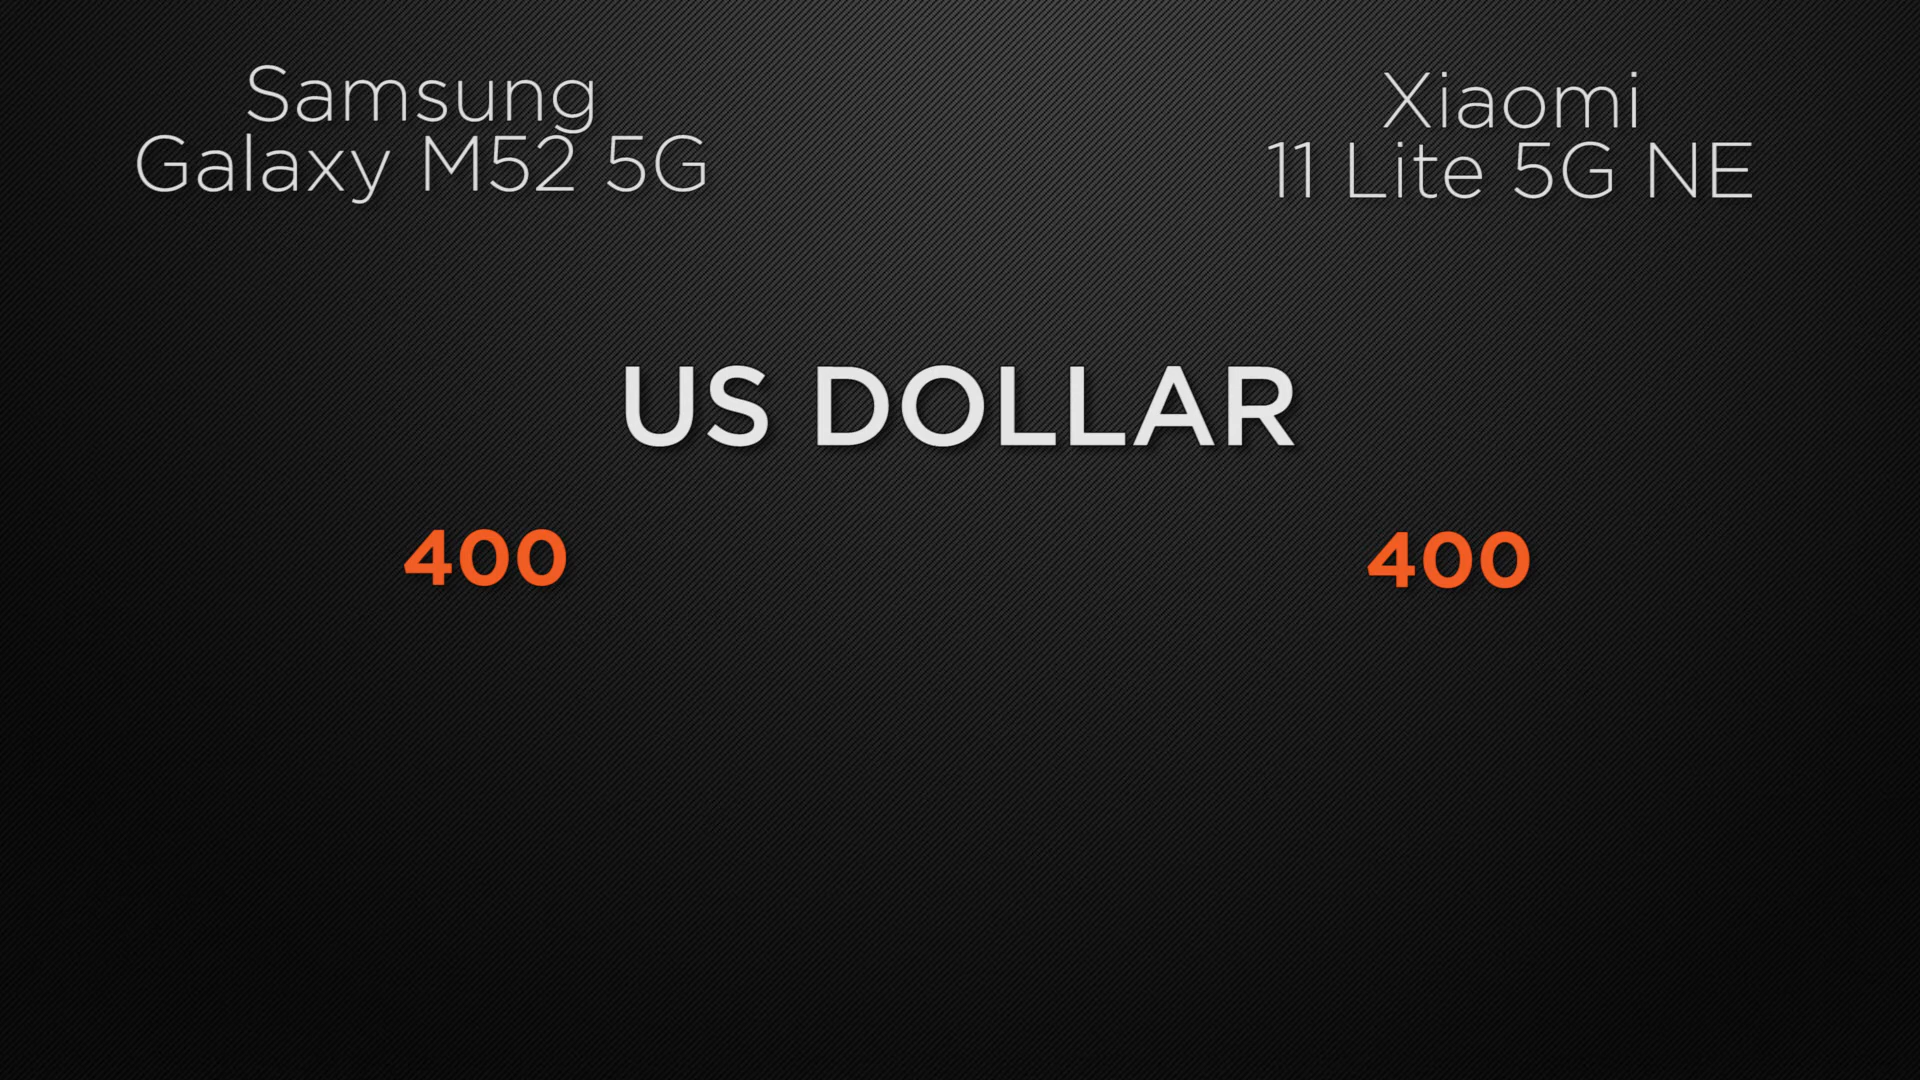 Samsung
Galaxy M52 5G
Xiaomi
11 Lite 5G NE
US DOLLAR
400
400